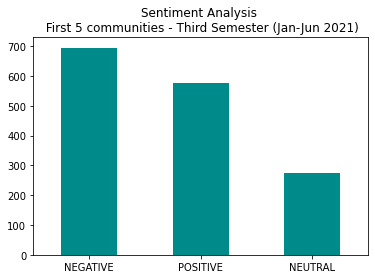 Sentiment Analysis
First 5 communities - Third Semester (Jan-Jun 2021)
700
600
500
400
300
200
100
0
NEGATIVE POSITIVE NEUTRAL